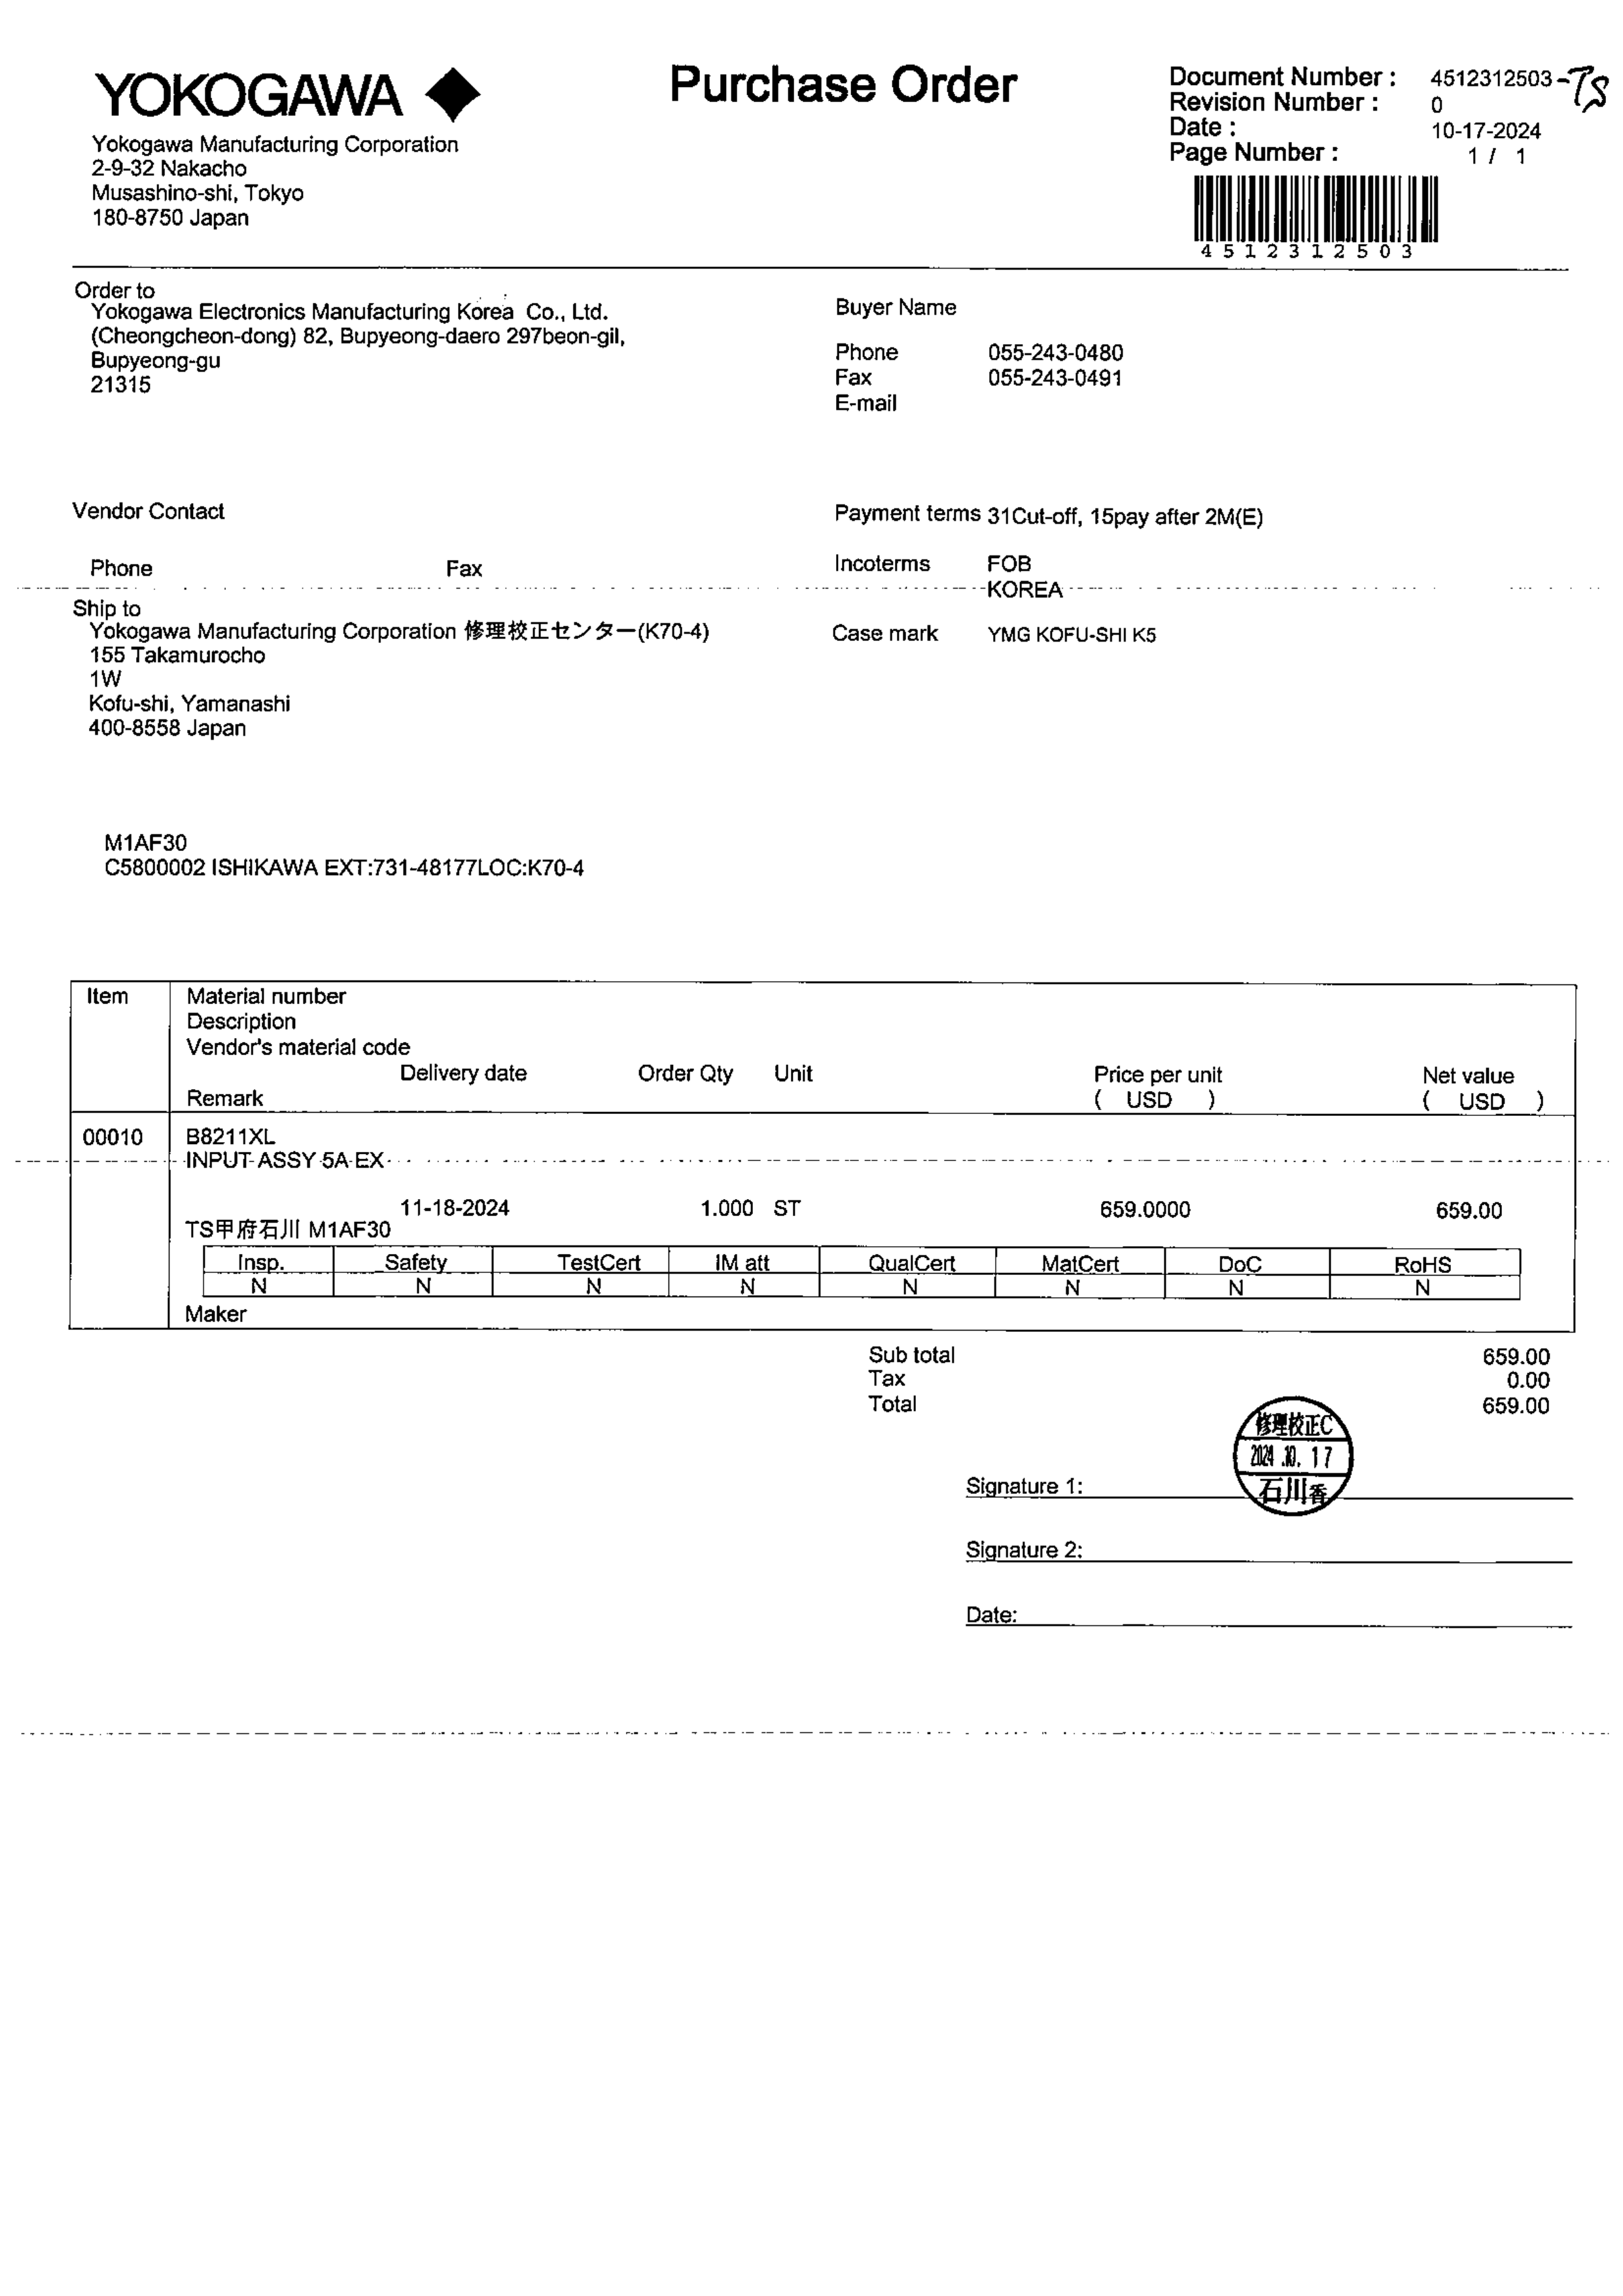 YOKOGAWA
Purchase Order
Document Number : 4512312503 -TS
Revision Number : 0
Date : 10-17-2024
Page Number : 1 / 1
4512312503
Yokogawa Manufacturing Corporation
2-9-32 Nakacho
Musashino-shi, Tokyo
180-8750 Japan
Order to
Yokogawa Electronics Manufacturing Korea Co., Ltd.
(Cheongcheon-dong) 82, Bupyeong-daero 297beon-gil,
Bupyeong-gu
21315
Buyer Name
Phone 055-243-0480
Fax 055-243-0491
E-mail
Vendor Contact
Phone Fax
Payment terms 31Cut-off, 15pay after 2M(E)
Incoterms FOB
KOREA
Ship to
Yokogawa Manufacturing Corporation 修理校正センター(K70-4)
155 Takamurocho
1W
Kofu-shi, Yamanashi
400-8558 Japan
Case mark YMG KOFU-SHI K5
M1AF30
C5800002 ISHIKAWA EXT:731-48177LOC:K70-4
Item Material number
Description
Vendor's material code
Delivery date Order Qty Unit Price per unit Net value
Remark ( USD ) ( USD )
00010 B8211XL
INPUT ASSY 5A EX
11-18-2024 1.000 ST 659.0000 659.00
TS甲府石川 M1AF30
Insp. Safety TestCert IM att QualCert MatCert DoC RoHS
N N N N N N N N
Maker
Sub total 659.00
Tax 0.00
Total 659.00
修理校正C
2024.10.17
石川香
Signature 1:
Signature 2:
Date: